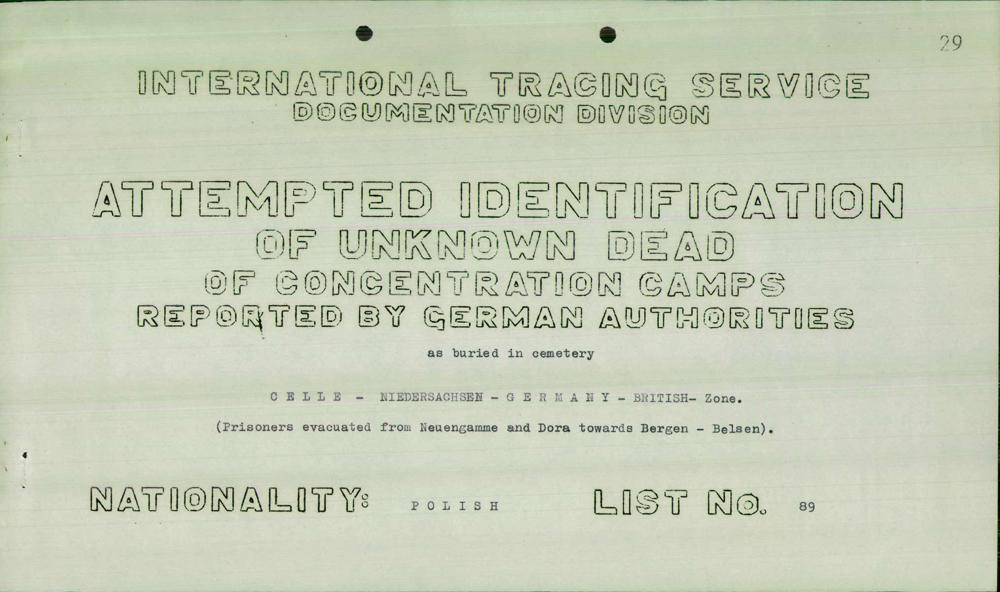 29
INTERNATIONAL TRACING SERVICE
DOCUMENTATION DIVISION
ATTEMPTED IDENTIFICATION
OF UNKNOWN DEAD
OF CONCENTRATION CAMPS
REPORTED BY GERMAN AUTHORITIES
as buried in cemetery
C E L L E - NIEDERSACHSEN - G E R M A N Y - BRITISH- Zone.
(Prisoners evacuated from Neuengamme and Dora towards Bergen - Belsen).
NATIONALITY: P O L I S H LIST No. 89